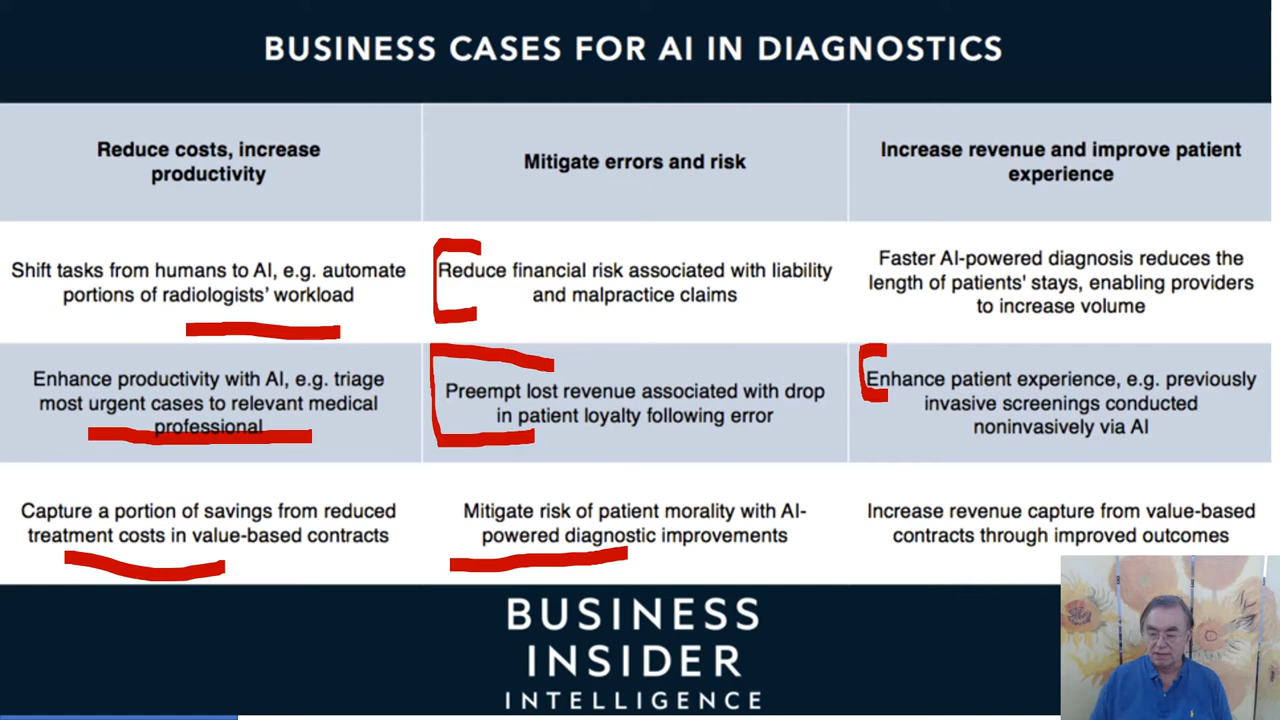 BUSINESS CASES FOR AI IN DIAGNOSTICS
Reduce costs, increase
productivity
Mitigate errors and risk
Increase revenue and improve patient
experience
Shift tasks from humans to AI, e.g. automate
portions of radiologists' workload
Reduce financial risk associated with liability
and malpractice claims
Faster AI-powered diagnosis reduces the
length of patients' stays, enabling providers
to increase volume
Enhance productivity with AI, e.g. triage
most urgent cases to relevant medical
professional
Preempt lost revenue associated with drop
in patient loyalty following error
Enhance patient experience, e.g. previously
invasive screenings conducted
noninvasively via AI
Capture a portion of savings from reduced
treatment costs in value-based contracts
Mitigate risk of patient morality with AI-
powered diagnostic improvements
Increase revenue capture from value-based
contracts through improved outcomes
BUSINESS
INSIDER
INTELLIGENCE